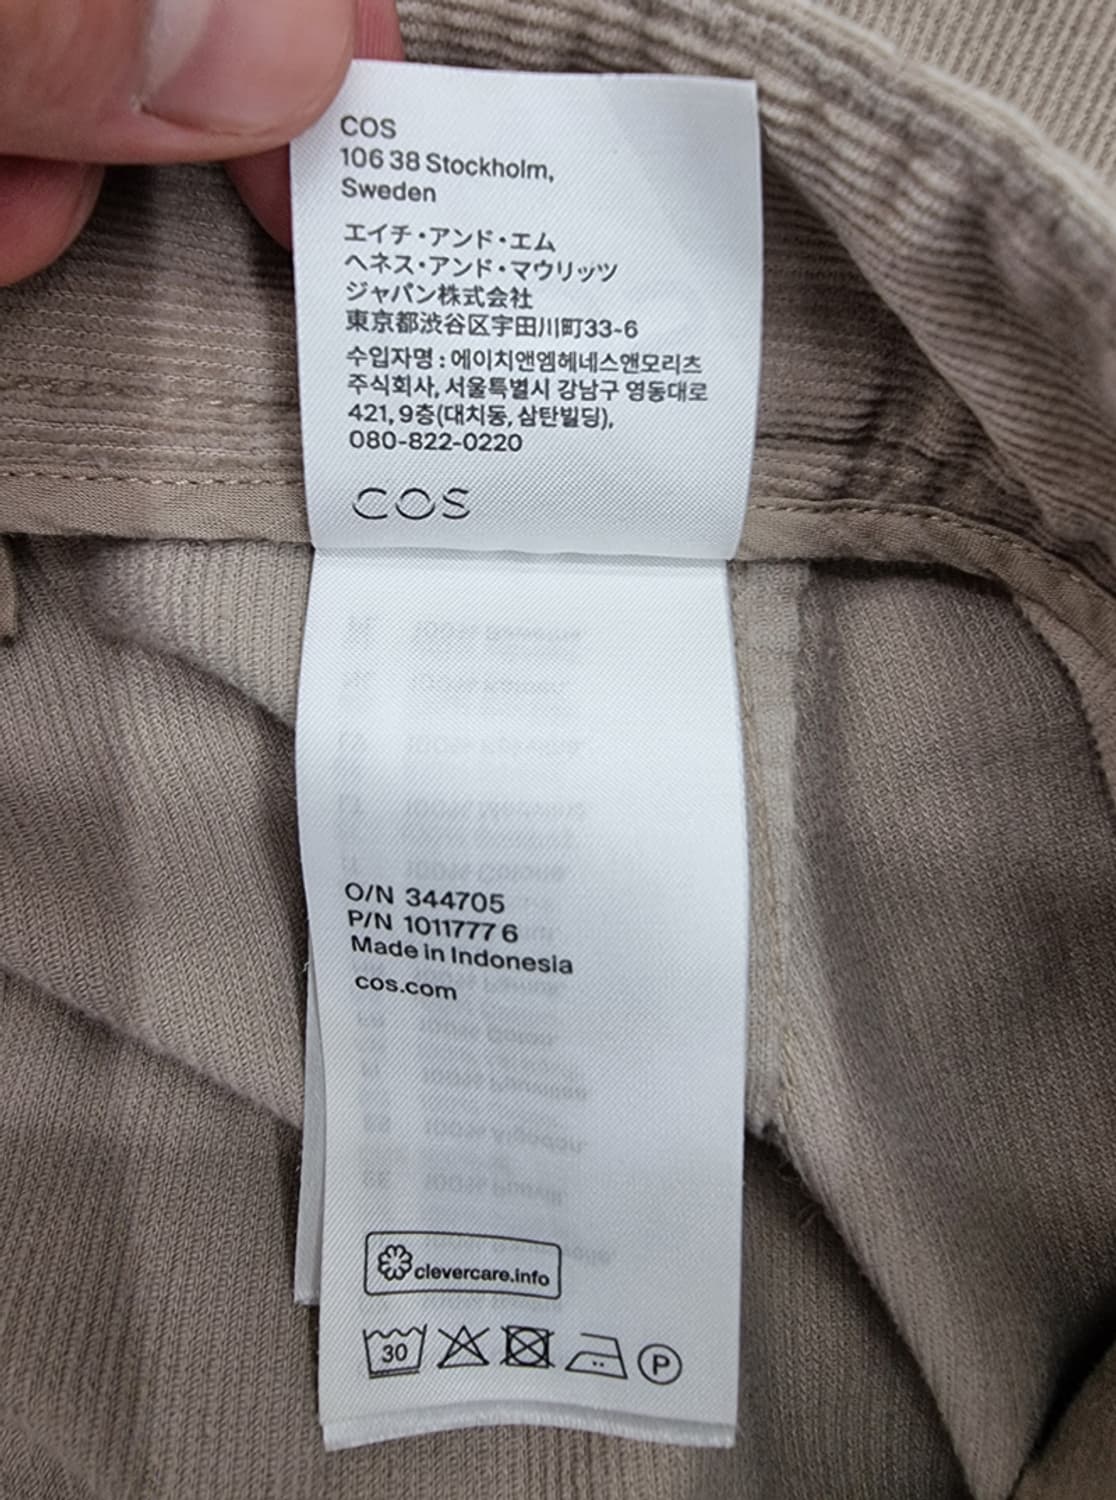 COS
106 38 Stockholm,
Sweden
エイチ・アンド・エム
ヘネス・アンド・マウリッツ
ジャパン株式会社
東京都渋谷区宇田川町33-6
수입자명 : 에이치앤엠헤네스앤모리츠
주식회사, 서울특별시 강남구 영동대로
421, 9층(대치동, 삼탄빌딩),
080-822-0220
COS
O/N 344705
P/N 1011777 6
Made in Indonesia
cos.com
clevercare.info
30
P